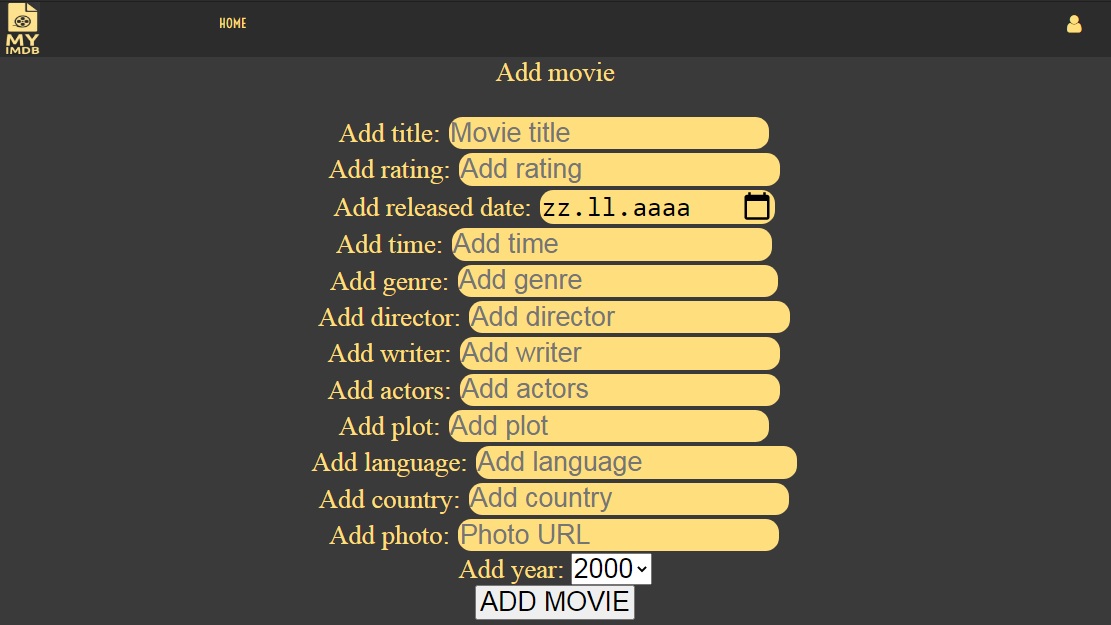 MY
IMDB
HOME
Add movie
Add title: Movie title
Add rating: Add rating
Add released date: zz.ll.aaaa
Add time: Add time
Add genre: Add genre
Add director: Add director
Add writer: Add writer
Add actors: Add actors
Add plot: Add plot
Add language: Add language
Add country: Add country
Add photo: Photo URL
Add year: 2000
ADD MOVIE